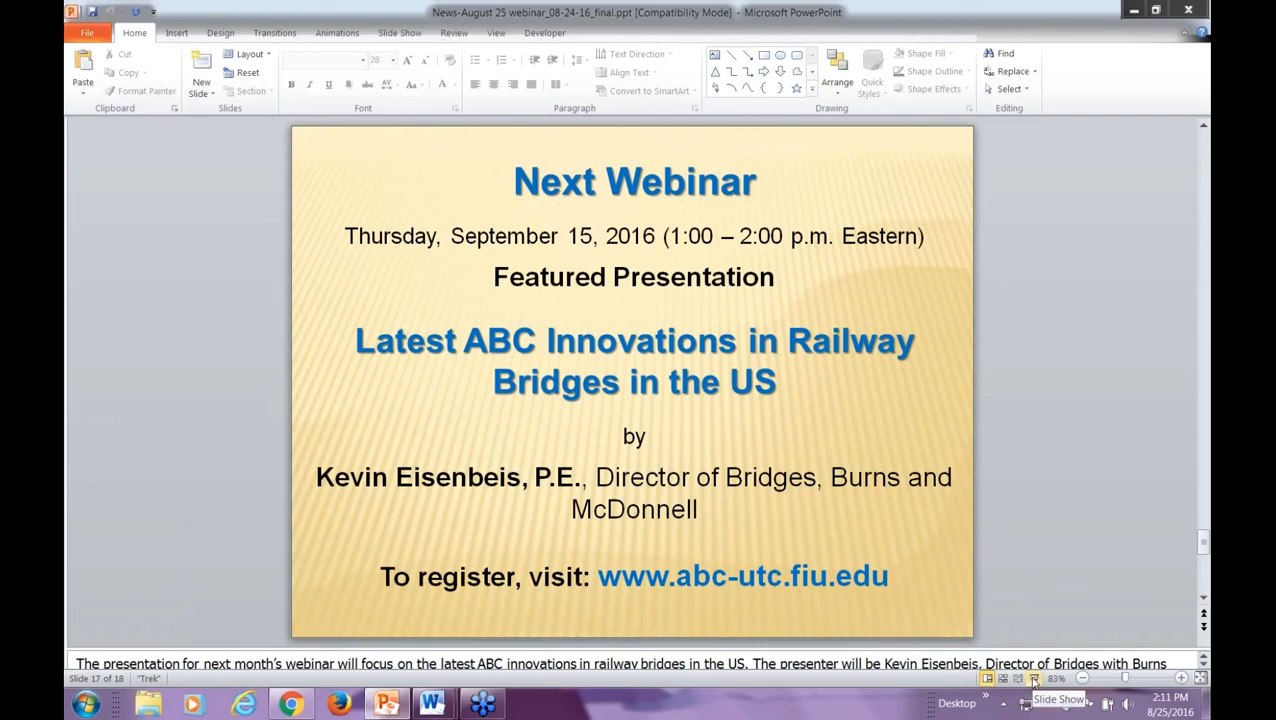 News-August 25 webinar_08-24-16_final.ppt [Compatibility Mode] - Microsoft PowerPoint
File Home Insert Design Transitions Animations Slide Show Review View Developer
Cut Layout 28 Text Direction Shape Fill Find
Copy Reset Align Text Shape Outline Replace
Paste Format Painter New Slide Section Convert to SmartArt Arrange Quick Styles Shape Effects Select
Clipboard Slides Font Paragraph Drawing Editing
Next Webinar
Thursday, September 15, 2016 (1:00 – 2:00 p.m. Eastern)
Featured Presentation
Latest ABC Innovations in Railway
Bridges in the US
by
Kevin Eisenbeis, P.E., Director of Bridges, Burns and
McDonnell
To register, visit: www.abc-utc.fiu.edu
The presentation for next month's webinar will focus on the latest ABC innovations in railway bridges in the US. The presenter will be Kevin Eisenbeis, Director of Bridges with Burns
Slide 17 of 18 "Trek" 83%
Slide Show
Desktop 2:11 PM
8/25/2016